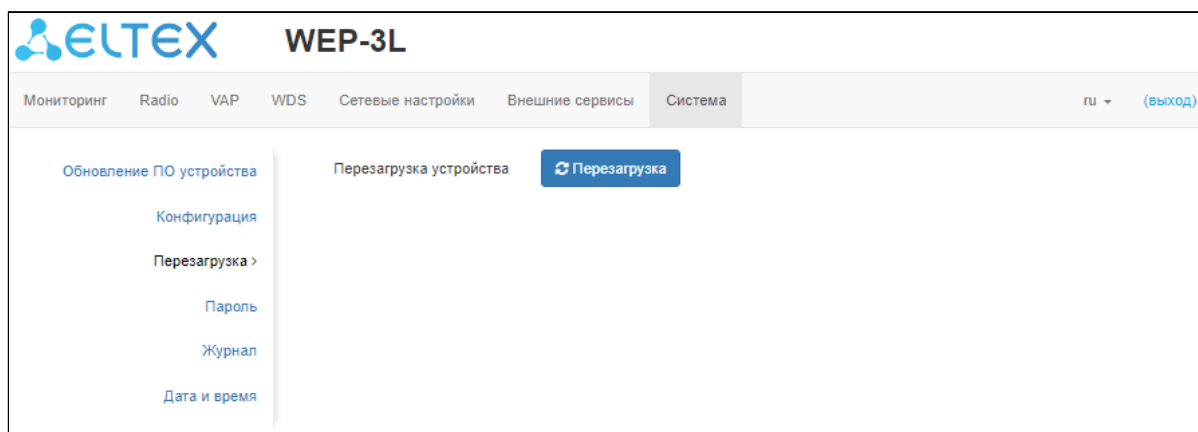 ELTEX WEP-3L
Мониторинг Radio VAP WDS Сетевые настройки Внешние сервисы Система ru (выход)
Обновление ПО устройства Перезагрузка устройства Перезагрузка
Конфигурация
Перезагрузка >
Пароль
Журнал
Дата и время